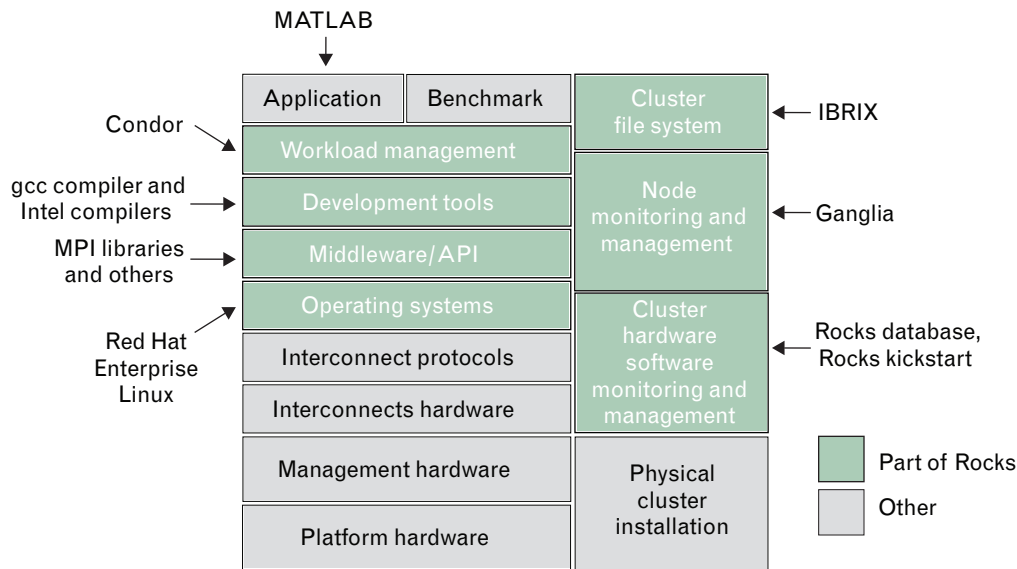 MATLAB
Application
Benchmark
Cluster
file system
IBRIX
Condor
Workload management
gcc compiler and
Intel compilers
Development tools
Node
monitoring and
management
Ganglia
MPI libraries
and others
Middleware/API
Operating systems
Red Hat
Enterprise
Linux
Cluster
hardware
software
monitoring and
management
Rocks database,
Rocks kickstart
Interconnect protocols
Interconnects hardware
Management hardware
Platform hardware
Physical
cluster
installation
Part of Rocks
Other